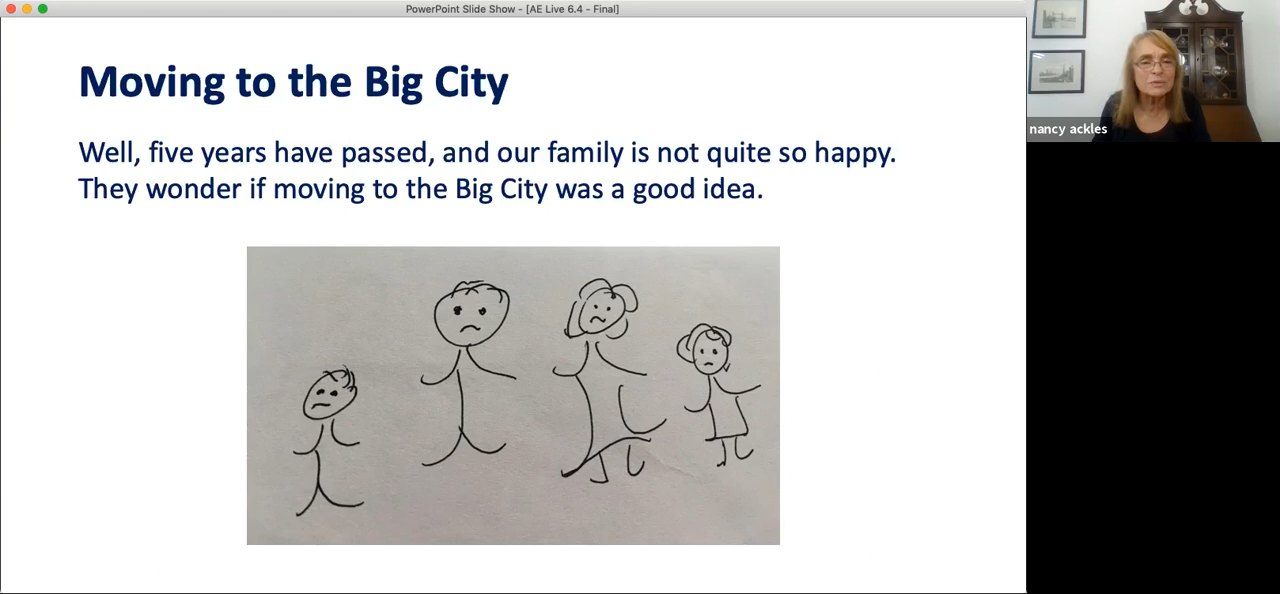 PowerPoint Slide Show - [AE Live 6.4 - Final]
Moving to the Big City
Well, five years have passed, and our family is not quite so happy.
They wonder if moving to the Big City was a good idea.
nancy ackles